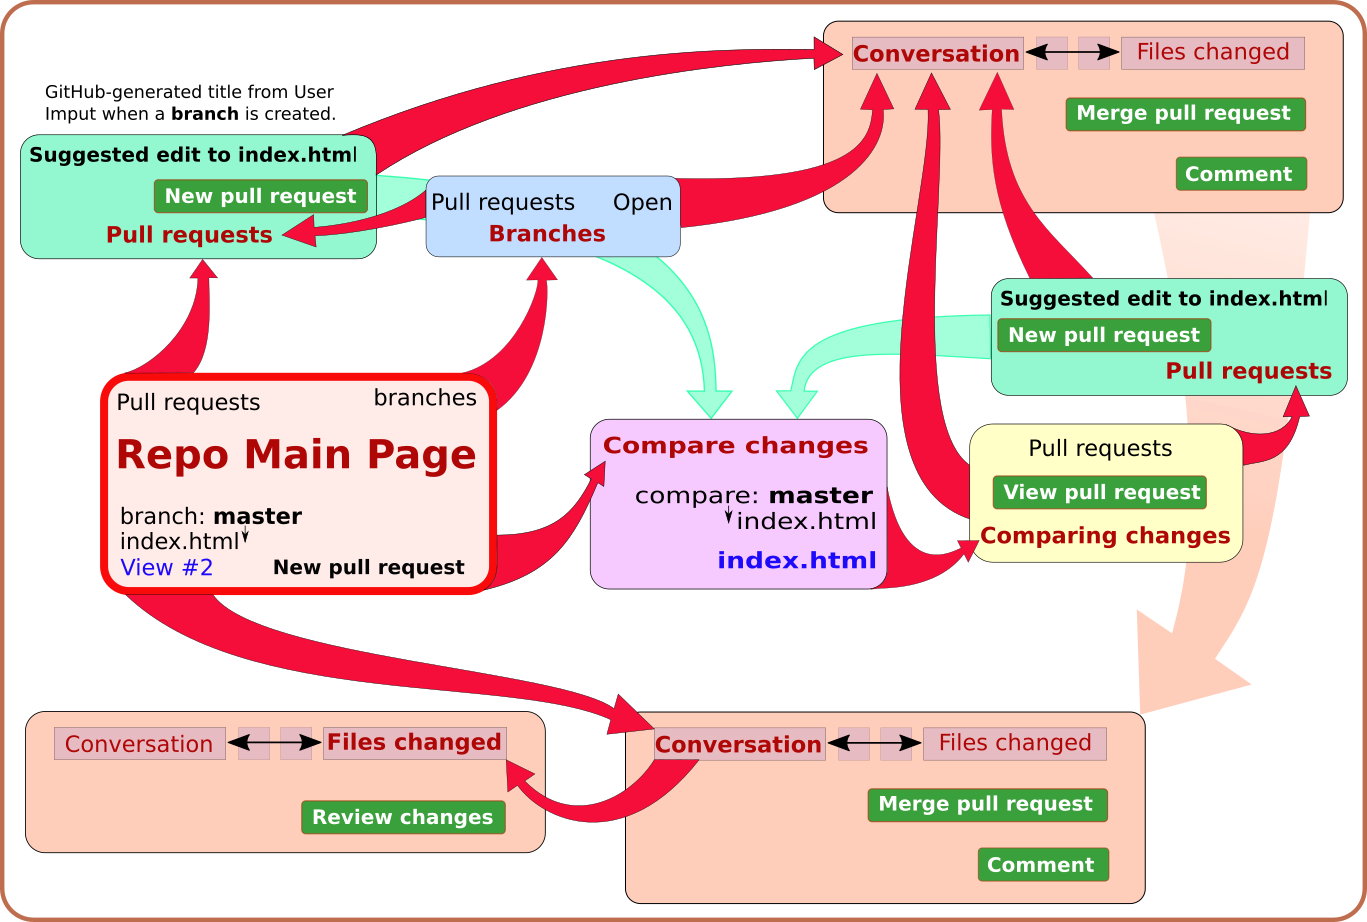 GitHub-generated title from User
Imput when a branch is created.
Suggested edit to index.html
New pull request
Pull requests
Pull requests Open
Branches
Conversation Files changed
Merge pull request
Comment
Suggested edit to index.html
New pull request
Pull requests
Pull requests branches
Repo Main Page
branch: master
index.html
View #2 New pull request
Compare changes
compare: master
index.html
index.html
Pull requests
View pull request
Comparing changes
Conversation Files changed
Review changes
Conversation Files changed
Merge pull request
Comment